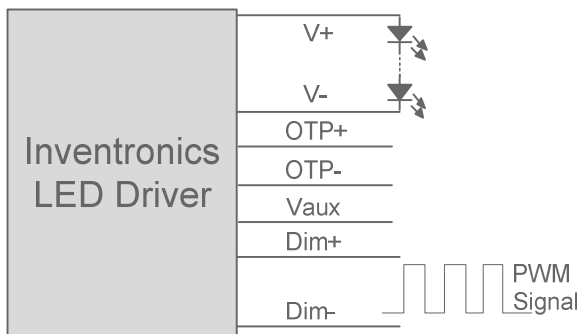 V+
V-
OTP+
OTP-
Vaux
Dim+
Dim-
Inventronics
LED Driver
PWM
Signal